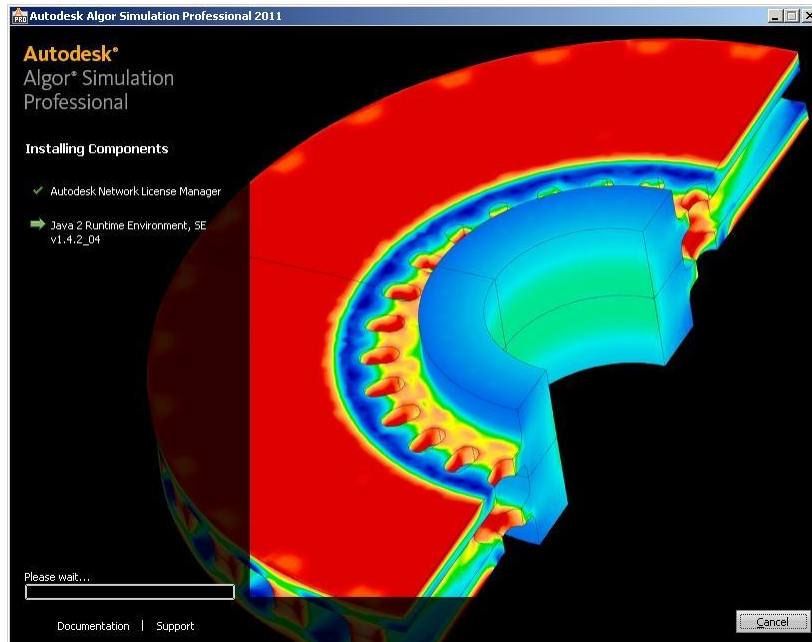 Autodesk Algor Simulation Professional 2011
Autodesk®
Algor® Simulation
Professional
Installing Components
Autodesk Network License Manager
Java 2 Runtime Environment, SE
v1.4.2_04
Please wait...
Documentation | Support
Cancel